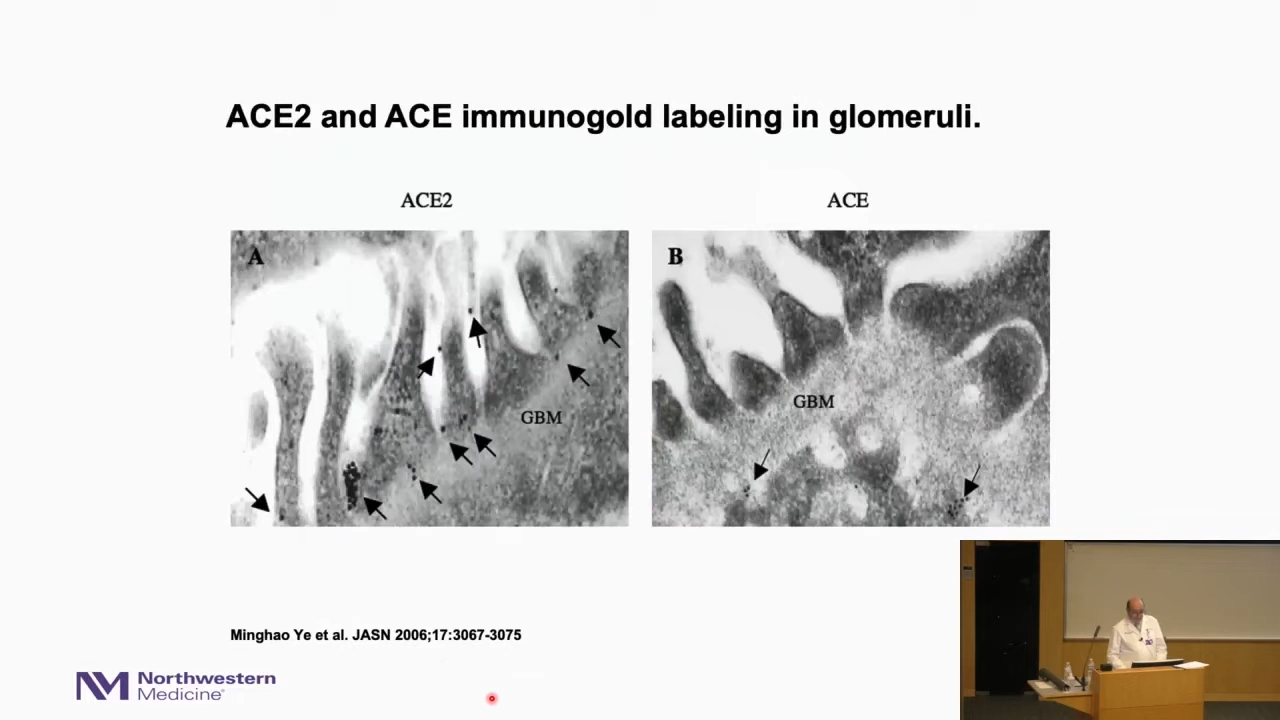 ACE2 and ACE immunogold labeling in glomeruli.
ACE2
ACE
A
B
GBM
GBM
Minghao Ye et al. JASN 2006;17:3067-3075
NM Northwestern
Medicine®